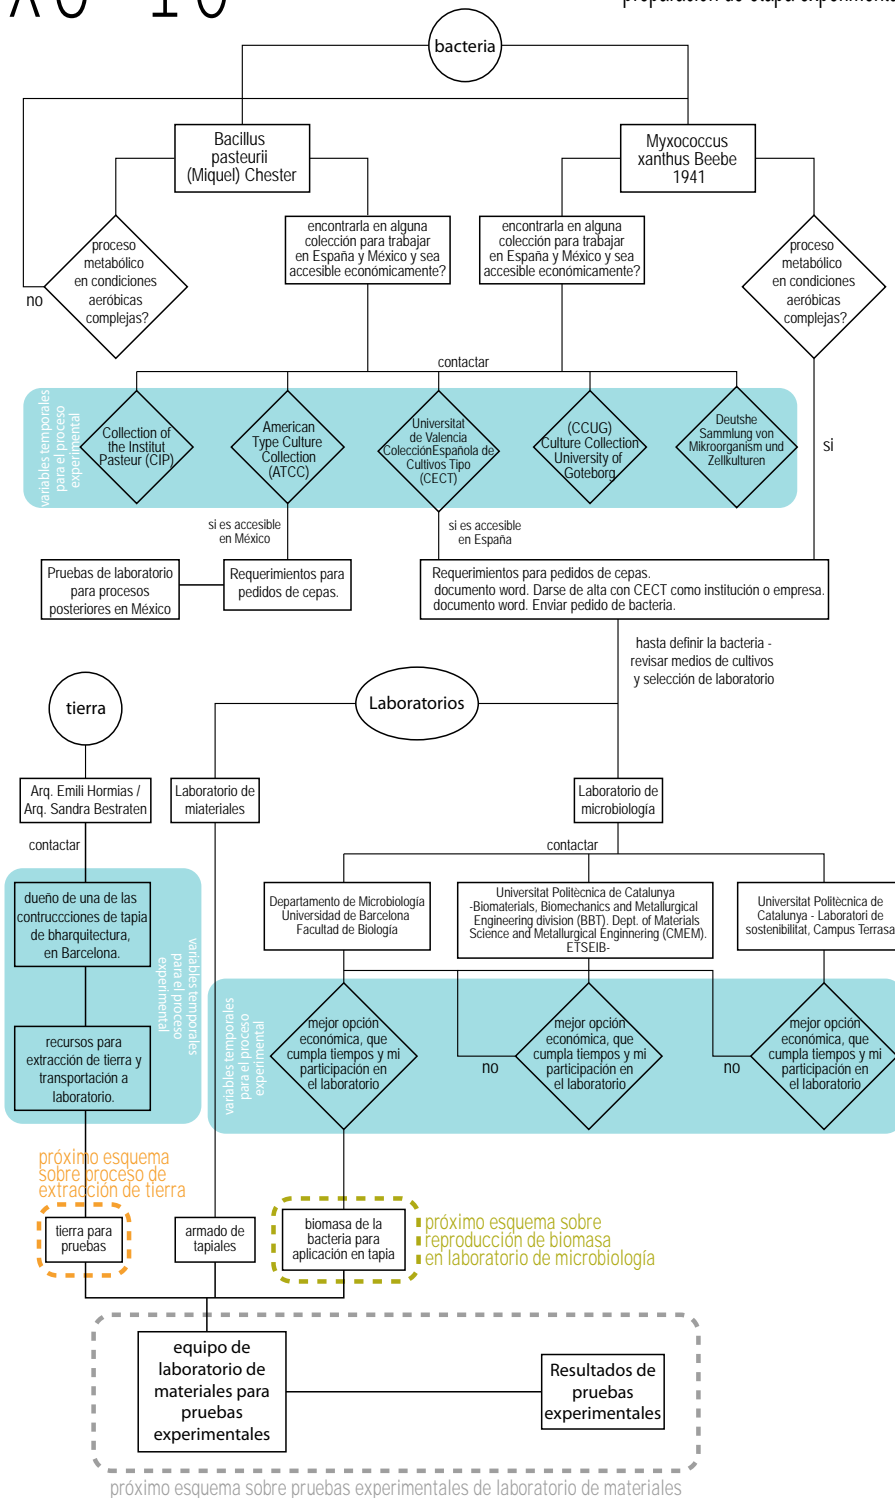 preparación de etapa experimental
bacteria
Bacillus
pasteurii
(Miquel) Chester
Myxococcus
xanthus Beebe
1941
proceso
metabólico
en condiciones
aeróbicas
complejas?
no
encontrarla en alguna
colección para trabajar
en España y México y sea
accesible económicamente?
encontrarla en alguna
colección para trabajar
en España y México y sea
accesible económicamente?
proceso
metabólico
en condiciones
aeróbicas
complejas?
contactar
variables temporales
para el proceso
experimental
Collection of
the Institut
Pasteur (CIP)
American
Type Culture
Collection
(ATCC)
Universitat
de Valencia
ColecciónEspañola de
Cultivos Tipo
(CECT)
(CCUG)
Culture Collection
University of
Goteborg
Deutshe
Sammlung von
Mikroorganism und
Zellkulturen
si
si es accesible
en México
si es accesible
en España
Pruebas de laboratorio
para procesos
posteriores en México
Requerimientos para
pedidos de cepas.
Requerimientos para pedidos de cepas.
documento word. Darse de alta con CECT como institución o empresa.
documento word. Enviar pedido de bacteria.
hasta definir la bacteria -
revisar medios de cultivos
y selección de laboratorio
tierra
Laboratorios
Arq. Emili Hormias /
Arq. Sandra Bestraten
Laboratorio de
miateriales
Laboratorio de
microbiología
contactar
contactar
dueño de una de las
contruccciones de tapia
de bharquitectura,
en Barcelona.
variables temporales
para el proceso
experimental
Departamento de Microbiología
Universidad de Barcelona
Facultad de Biología
Universitat Politècnica de Catalunya
-Biomaterials, Biomechanics and Metallurgical
Engineering division (BBT). Dept. of Materials
Science and Metallurgical Enginnering (CMEM).
ETSEIB-
Universitat Politècnica de
Catalunya - Laboratori de
sostenibilitat, Campus Terrasa
recursos para
extracción de tierra y
transportación a
laboratorio.
variables temporales
para el proceso
experimental
mejor opción
económica, que
cumpla tiempos y mi
participación en
el laboratorio
no
mejor opción
económica, que
cumpla tiempos y mi
participación en
el laboratorio
no
mejor opción
económica, que
cumpla tiempos y mi
participación en
el laboratorio
próximo esquema
sobre proceso de
extracción de tierra
tierra para
pruebas
armado de
tapiales
biomasa de la
bacteria para
aplicación en tapia
próximo esquema sobre
reproducción de biomasa
en laboratorio de microbiología
equipo de
laboratorio de
materiales para
pruebas
experimentales
Resultados de
pruebas
experimentales
próximo esquema sobre pruebas experimentales de laboratorio de materiales